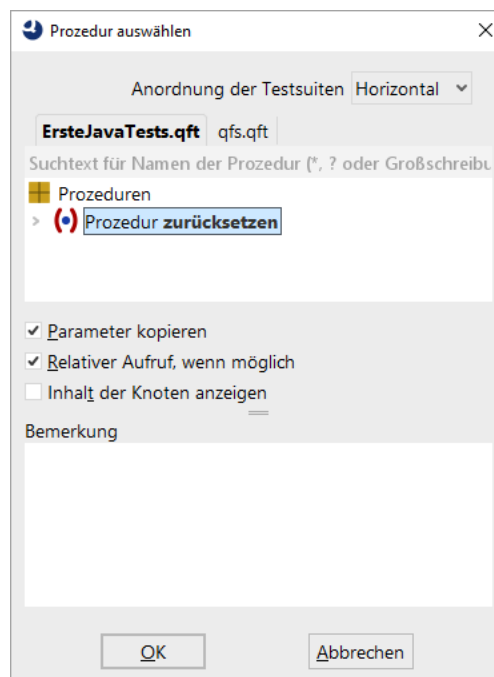 Prozedur auswählen
Anordnung der Testsuiten Horizontal
ErsteJavaTests.qft qfs.qft
Suchtext für Namen der Prozedur (*, ? oder Großschreibu
Prozeduren
Prozedur zurücksetzen
Parameter kopieren
Relativer Aufruf, wenn möglich
Inhalt der Knoten anzeigen
Bemerkung
OK Abbrechen